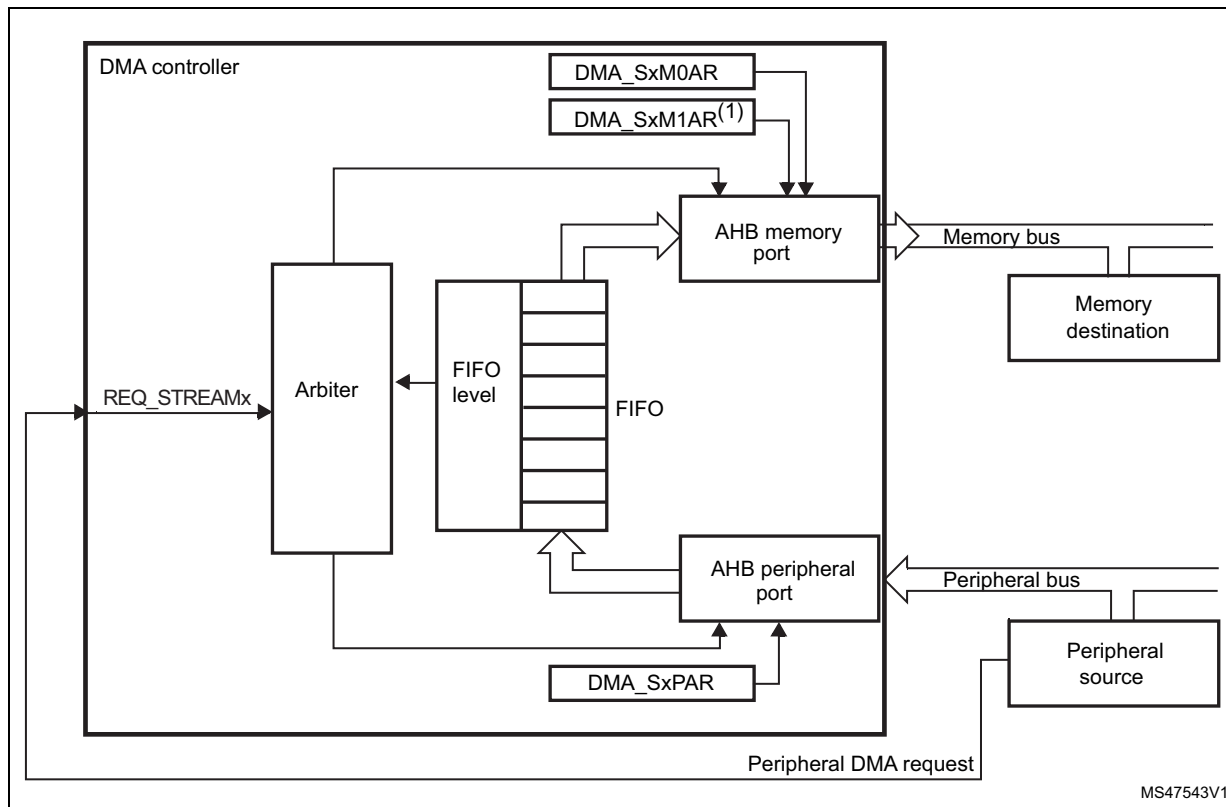 DMA controller
DMA_SxM0AR
DMA_SxM1AR(1)
AHB memory
port
Memory bus
Memory
destination
REQ_STREAMx
Arbiter
FIFO
level
FIFO
AHB peripheral
port
Peripheral bus
Peripheral
source
DMA_SxPAR
Peripheral DMA request
MS47543V1